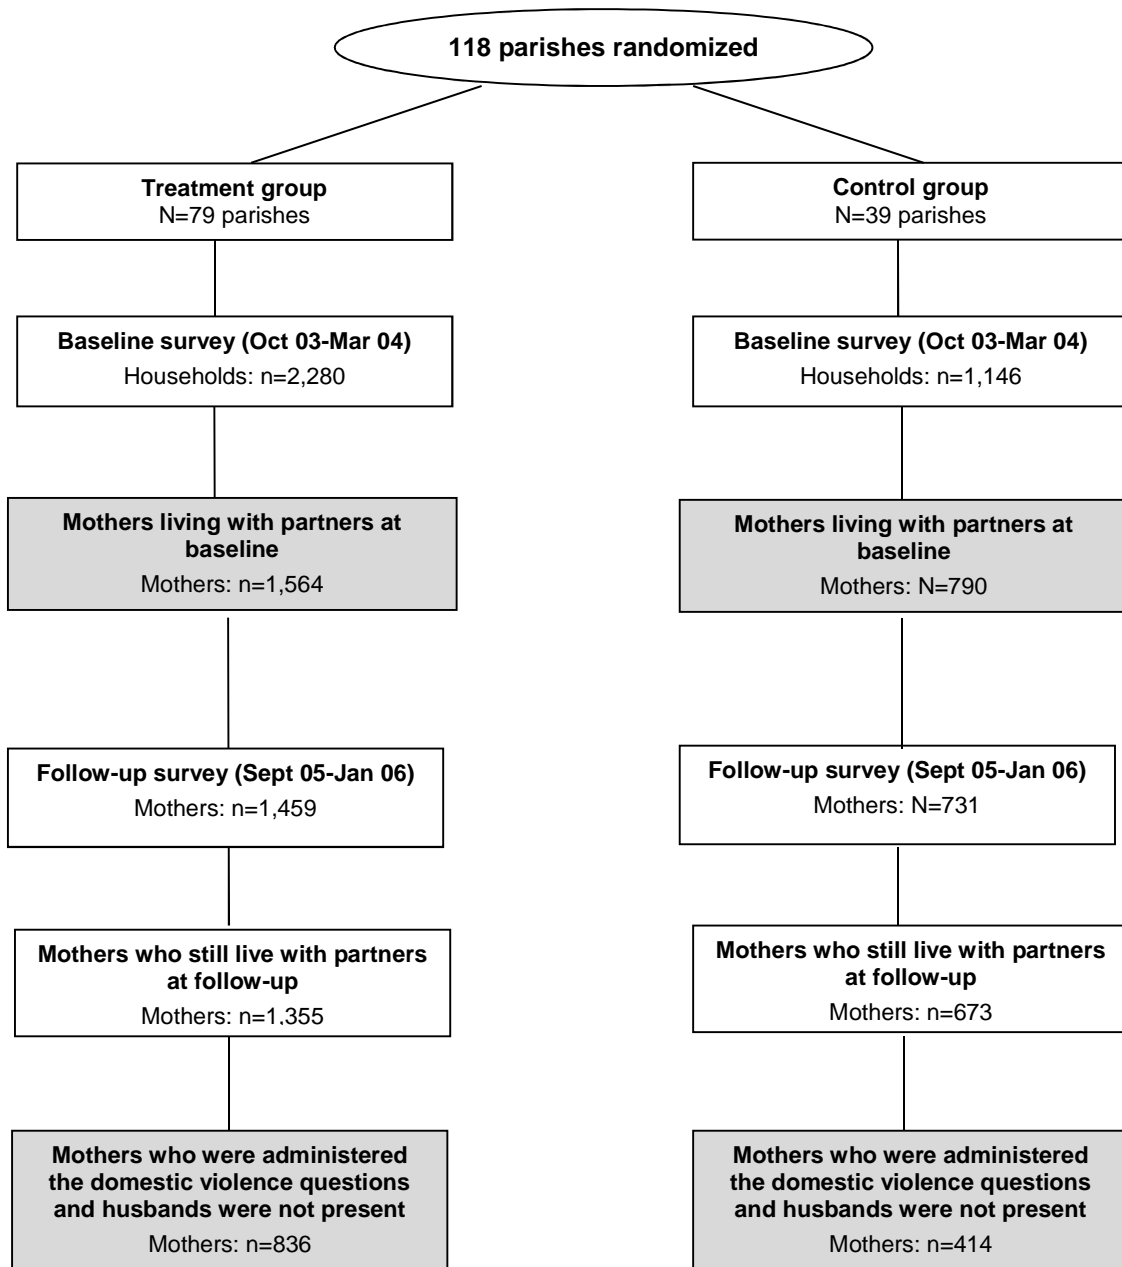 118 parishes randomized
Treatment group
N=79 parishes
Control group
N=39 parishes
Baseline survey (Oct 03-Mar 04)
Households: n=2,280
Baseline survey (Oct 03-Mar 04)
Households: n=1,146
Mothers living with partners at
baseline
Mothers: n=1,564
Mothers living with partners at
baseline
Mothers: N=790
Follow-up survey (Sept 05-Jan 06)
Mothers: n=1,459
Follow-up survey (Sept 05-Jan 06)
Mothers: N=731
Mothers who still live with partners
at follow-up
Mothers: n=1,355
Mothers who still live with partners
at follow-up
Mothers: n=673
Mothers who were administered
the domestic violence questions
and husbands were not present
Mothers: n=836
Mothers who were administered
the domestic violence questions
and husbands were not present
Mothers: n=414